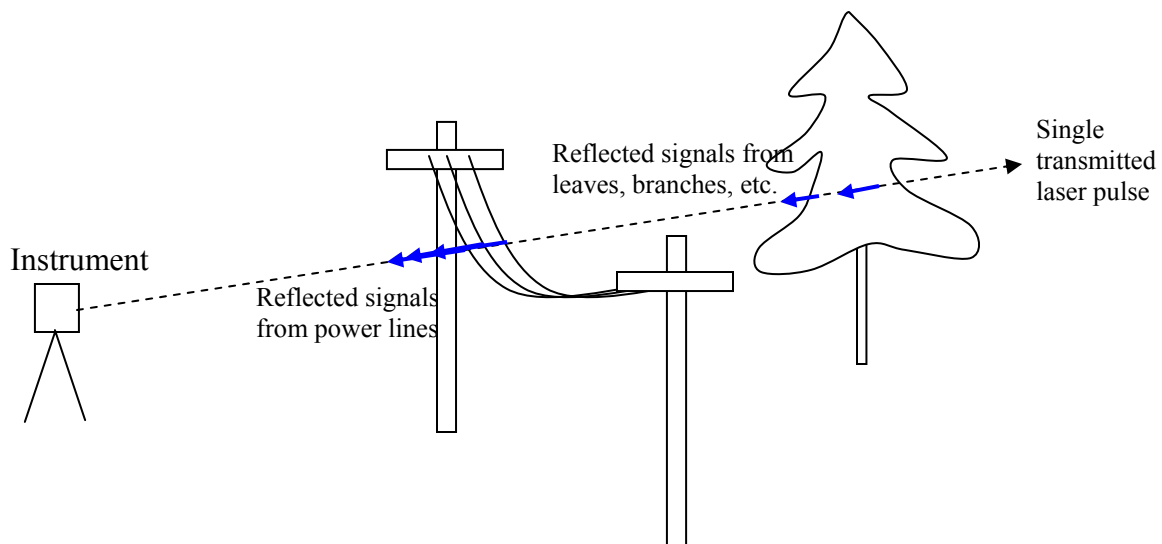 Single
transmitted
laser pulse
Reflected signals from
leaves, branches, etc.
Instrument
Reflected signals
from power lines